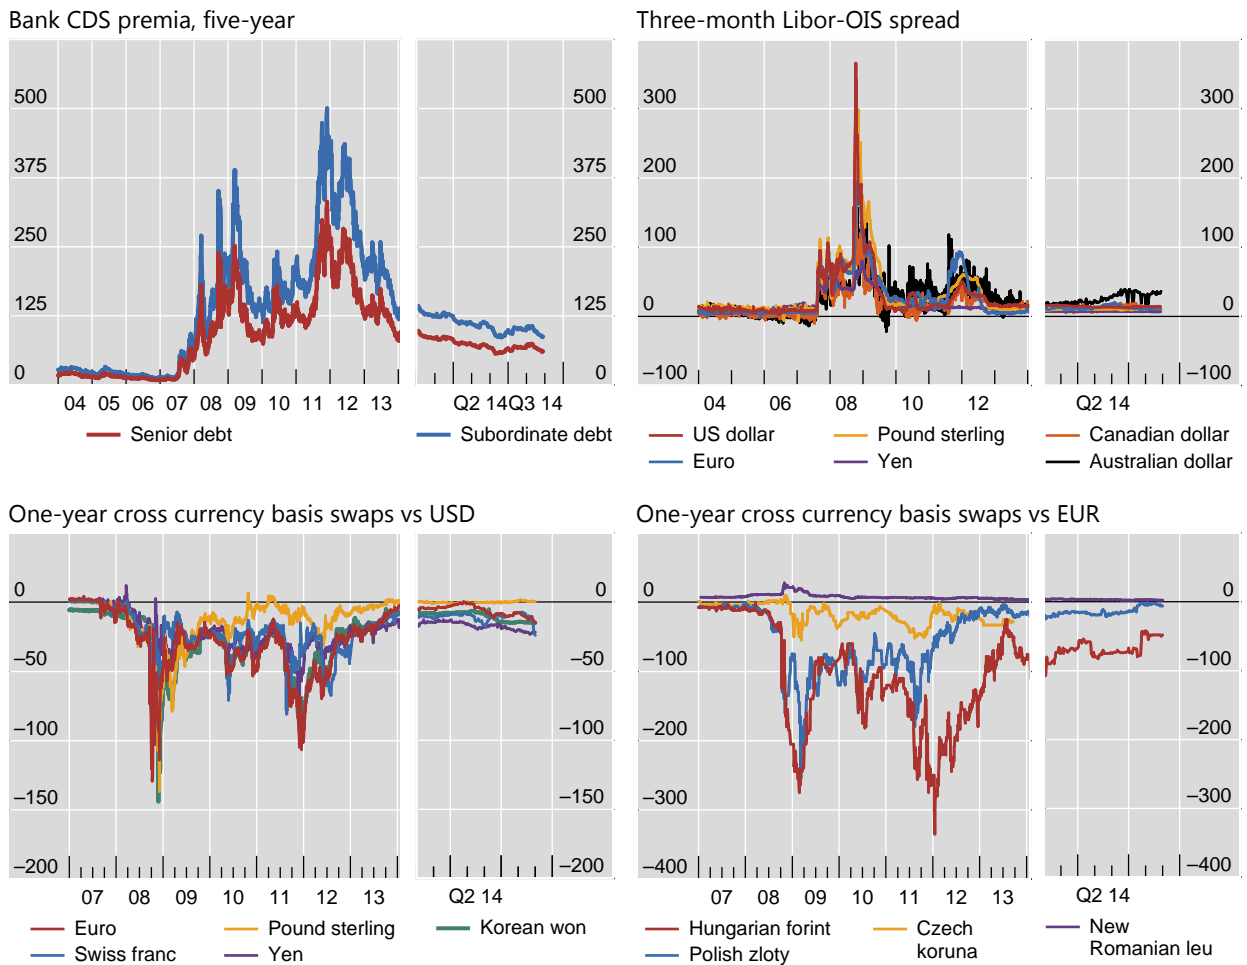 Bank CDS premia, five-year
500
375
250
125
0
500
375
250
125
0
04 05 06 07 08 09 10 11 12 13
Q2 14Q3 14
Senior debt
Subordinate debt
Three-month Libor-OIS spread
300
200
100
0
–100
300
200
100
0
–100
04 06 08 10 12
Q2 14
US dollar
Pound sterling
Canadian dollar
Euro
Yen
Australian dollar
One-year cross currency basis swaps vs USD
0
–50
–100
–150
–200
0
–50
–100
–150
–200
07 08 09 10 11 12 13
Q2 14
Euro
Pound sterling
Korean won
Swiss franc
Yen
One-year cross currency basis swaps vs EUR
0
–100
–200
–300
–400
0
–100
–200
–300
–400
07 08 09 10 11 12 13
Q2 14
Hungarian forint
Czech
koruna
New
Romanian leu
Polish zloty